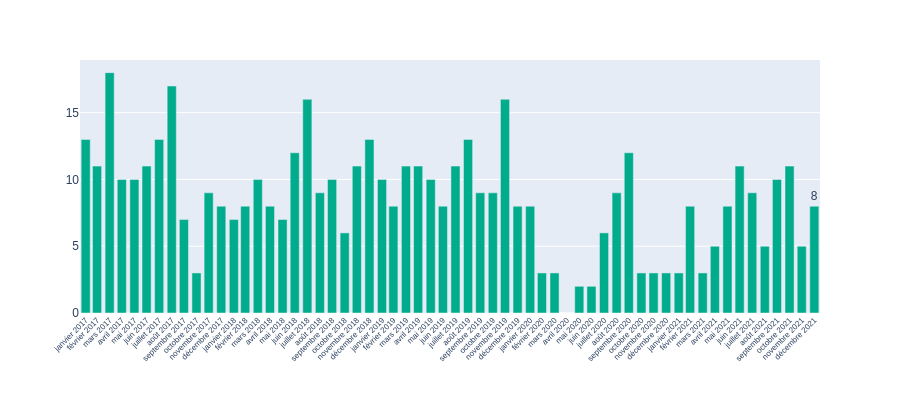 15
10
5
0
8
janvier 2017
février 2017
mars 2017
avril 2017
mai 2017
juin 2017
juillet 2017
août 2017
septembre 2017
octobre 2017
novembre 2017
décembre 2017
janvier 2018
février 2018
mars 2018
avril 2018
mai 2018
juin 2018
juillet 2018
août 2018
septembre 2018
octobre 2018
novembre 2018
décembre 2018
janvier 2019
février 2019
mars 2019
avril 2019
mai 2019
juin 2019
juillet 2019
août 2019
septembre 2019
octobre 2019
novembre 2019
décembre 2019
janvier 2020
février 2020
mars 2020
avril 2020
mai 2020
juin 2020
juillet 2020
août 2020
septembre 2020
octobre 2020
novembre 2020
décembre 2020
janvier 2021
février 2021
mars 2021
avril 2021
mai 2021
juin 2021
juillet 2021
août 2021
septembre 2021
octobre 2021
novembre 2021
décembre 2021